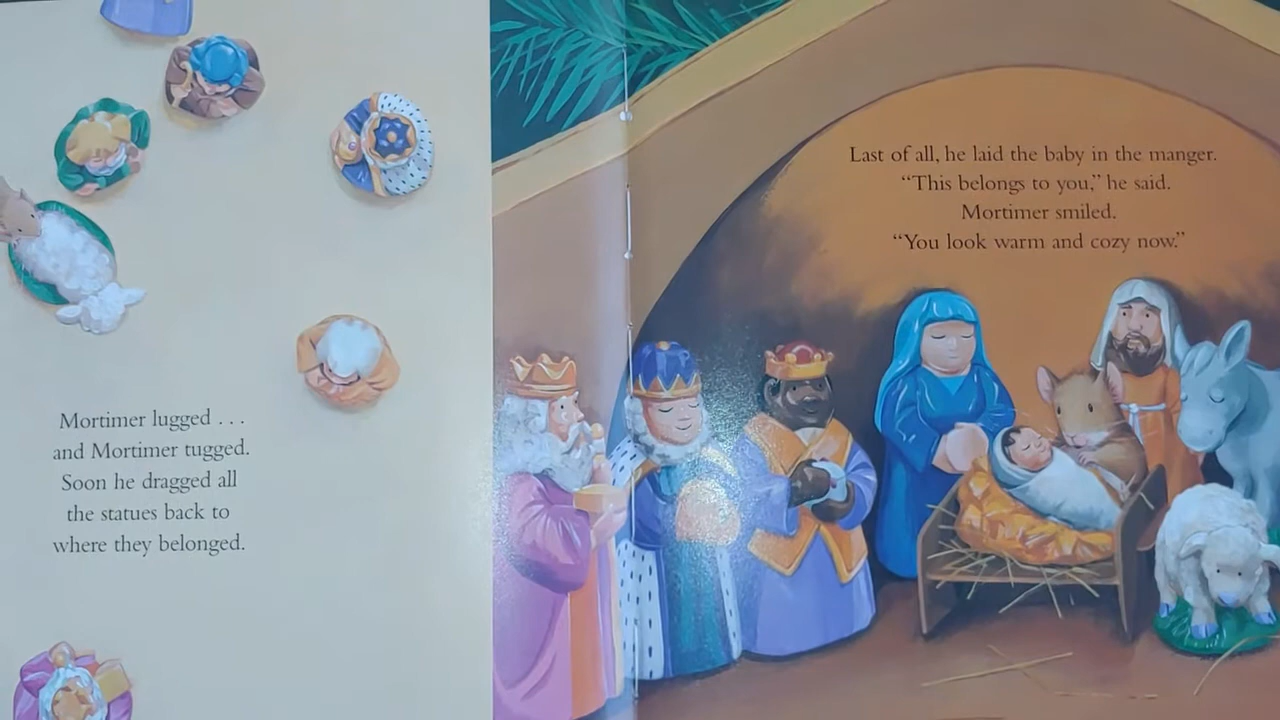 Mortimer lugged . . .
and Mortimer tugged.
Soon he dragged all
the statues back to
where they belonged.
Last of all, he laid the baby in the manger.
“This belongs to you,” he said.
Mortimer smiled.
“You look warm and cozy now.”